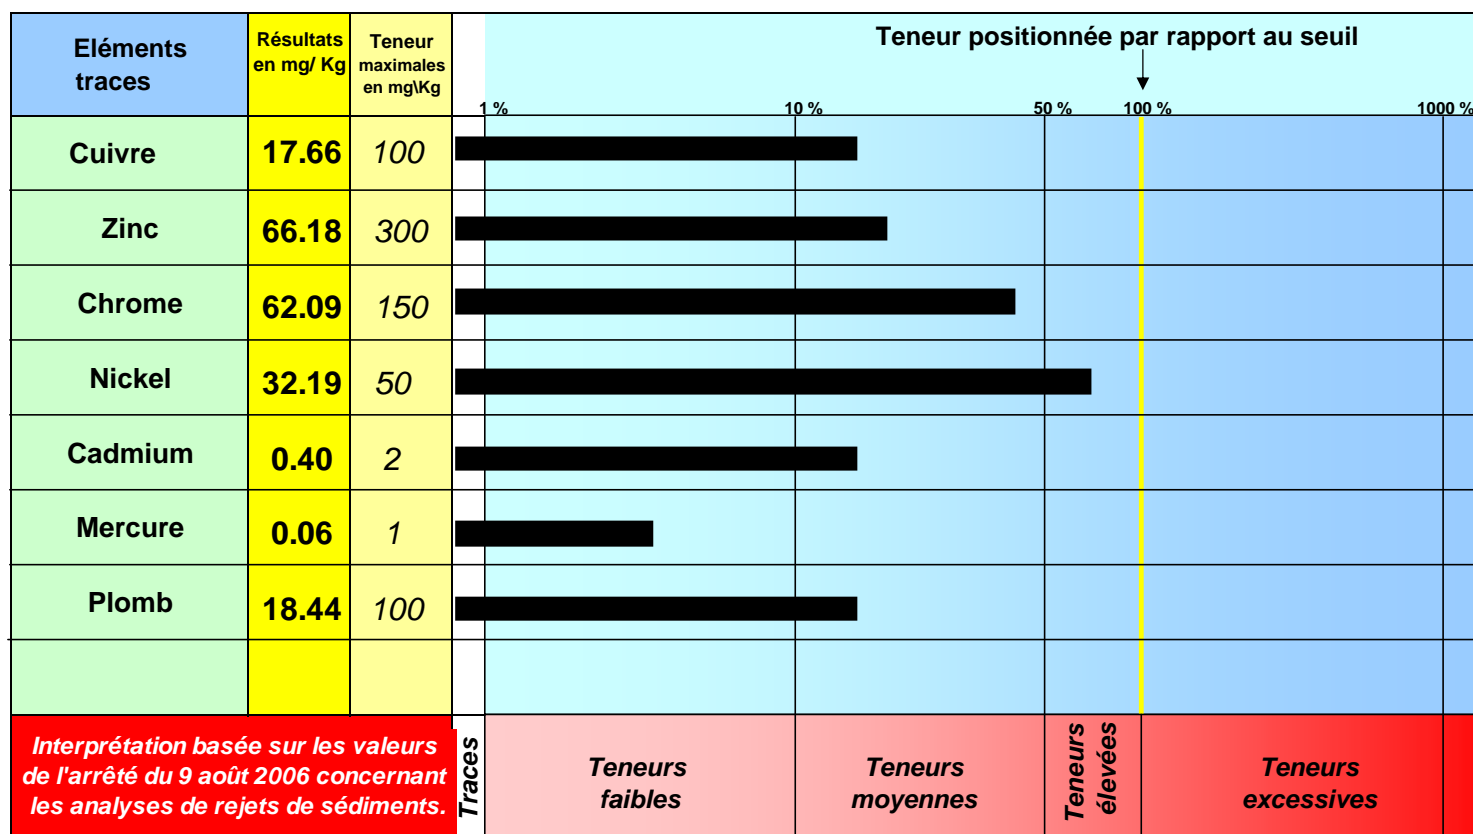 Eléments
traces
Résultats
en mg/ Kg
Teneur
maximales
en mg\Kg
Teneur positionnée par rapport au seuil
1 %
10 %
50 %
100 %
1000 %
Cuivre 17.66 100
Zinc 66.18 300
Chrome 62.09 150
Nickel 32.19 50
Cadmium 0.40 2
Mercure 0.06 1
Plomb 18.44 100
Interprétation basée sur les valeurs
de l'arrêté du 9 août 2006 concernant
les analyses de rejets de sédiments.
Traces
Teneurs
faibles
Teneurs
moyennes
Teneurs
élevées
Teneurs
excessives